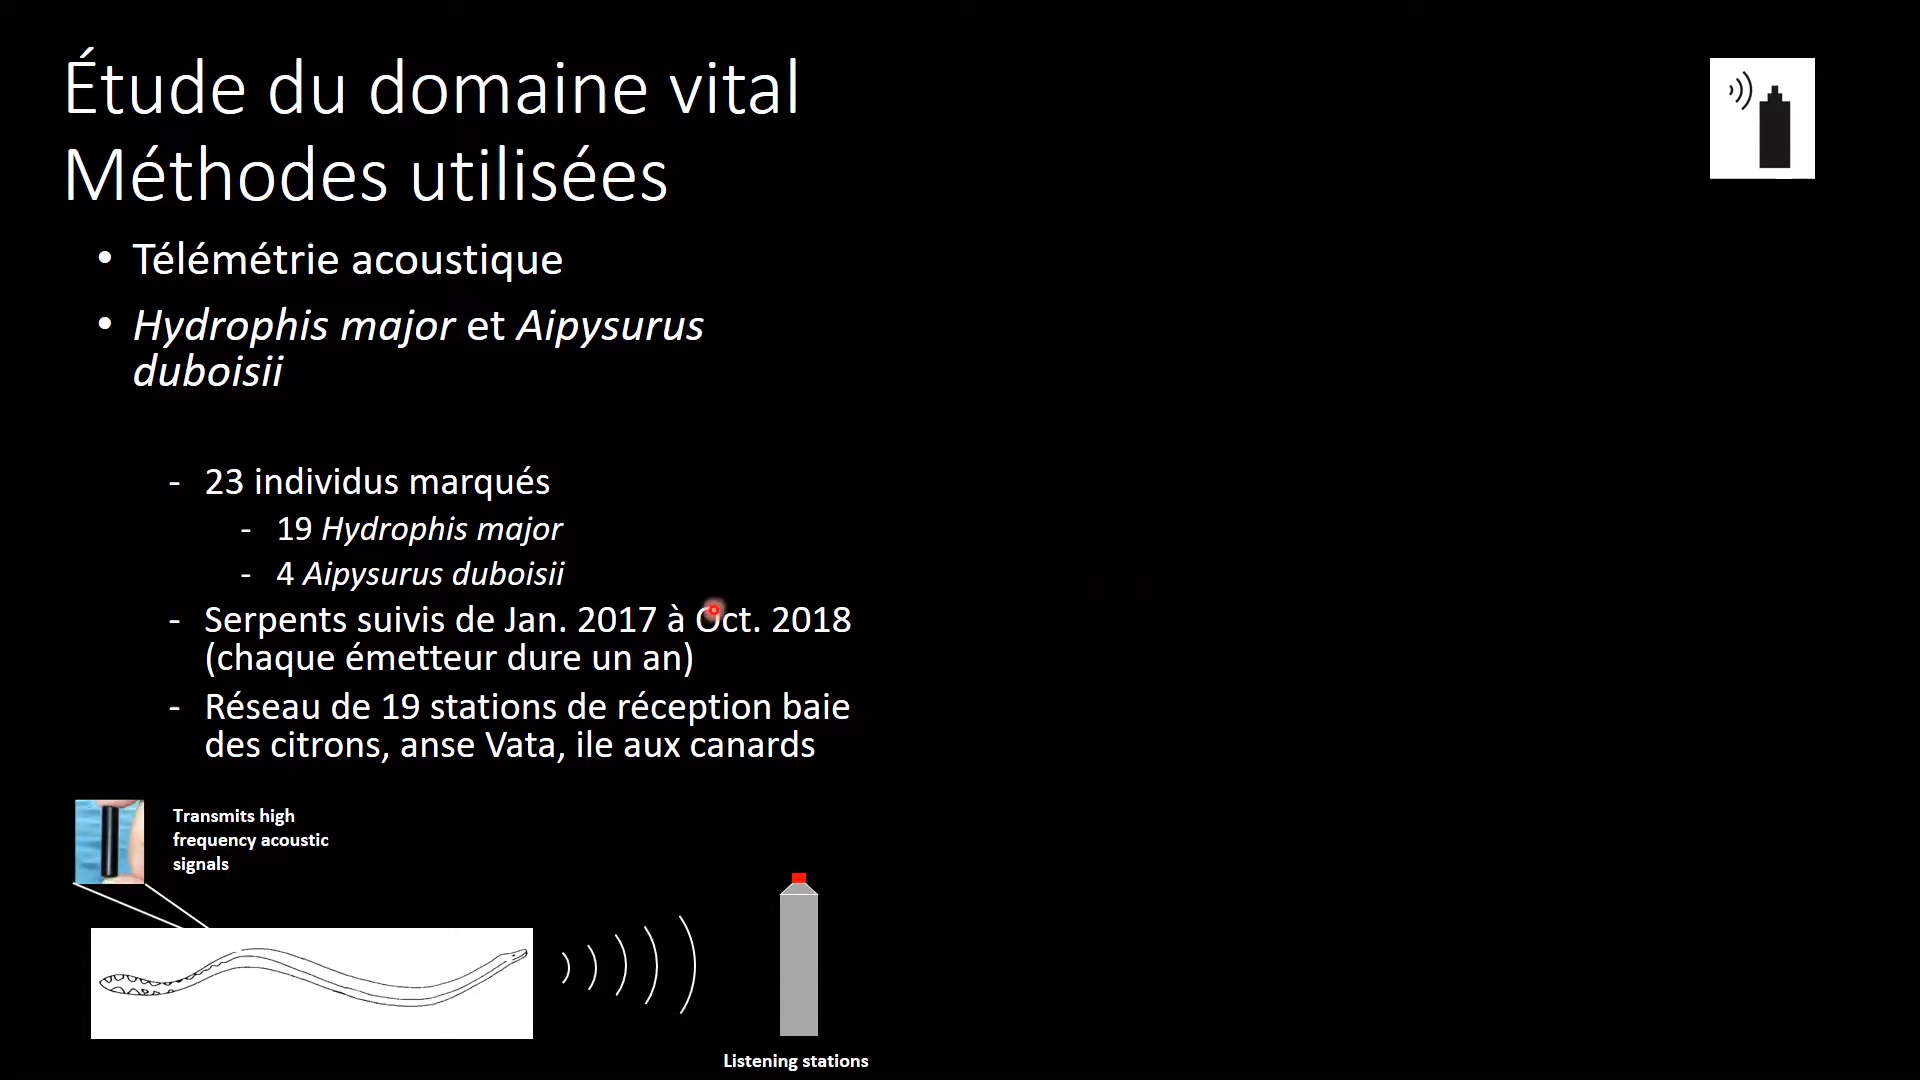 Étude du domaine vital
Méthodes utilisées
• Télémétrie acoustique
• Hydrophis major et Aipysurus
duboisii
- 23 individus marqués
- 19 Hydrophis major
- 4 Aipysurus duboisii
- Serpents suivis de Jan. 2017 à Oct. 2018
(chaque émetteur dure un an)
- Réseau de 19 stations de réception baie
des citrons, anse Vata, ile aux canards
Transmits high
frequency acoustic
signals
Listening stations